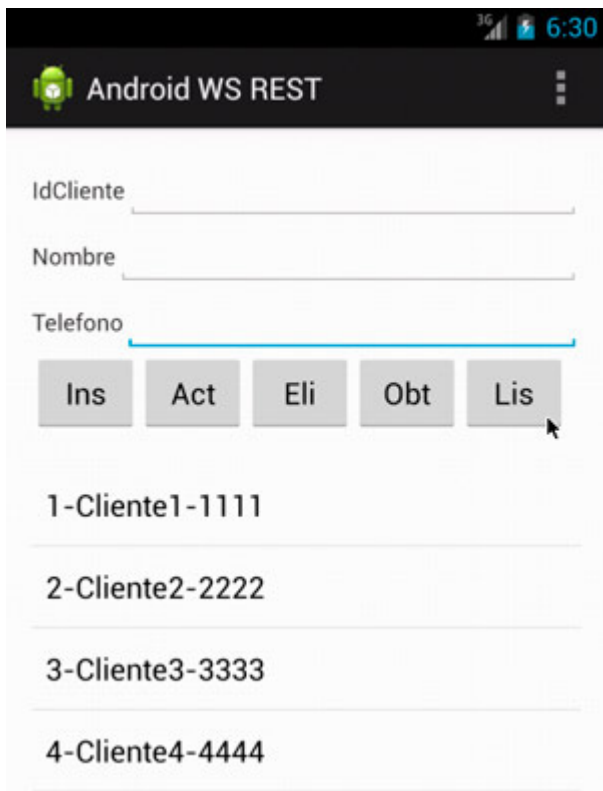 3G 6:30
Android WS REST
IdCliente
Nombre
Telefono
Ins Act Eli Obt Lis
1-Cliente1-1111
2-Cliente2-2222
3-Cliente3-3333
4-Cliente4-4444